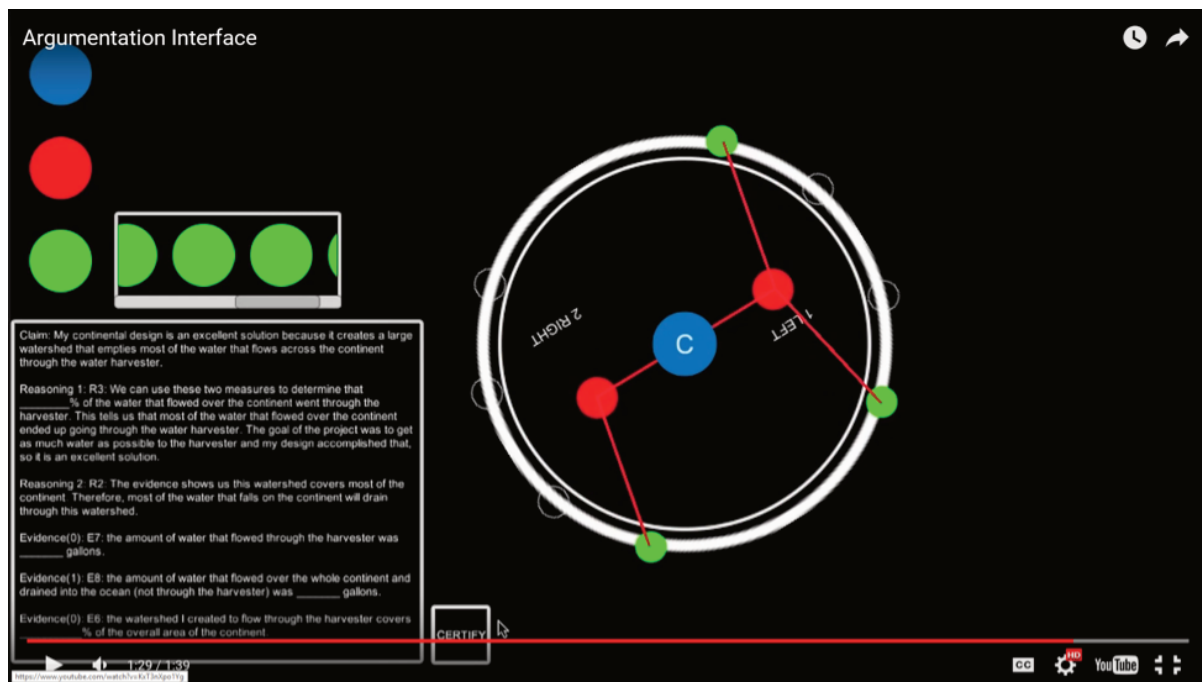 Argumentation Interface
C
2 RIGHT
1 LEFT
Claim: My continental design is an excellent solution because it creates a large
watershed that empties most of the water that flows across the continent
through the water harvester.
Reasoning 1: R3: We can use these two measures to determine that
________% of the water that flowed over the continent went through the
harvester. This tells us that most of the water that flowed over the continent
ended up going through the water harvester. The goal of the project was to get
as much water as possible to the harvester and my design accomplished that,
so it is an excellent solution.
Reasoning 2: R2: The evidence shows us this watershed covers most of the
continent. Therefore, most of the water that falls on the continent will drain
through this watershed.
Evidence(0): E7: the amount of water that flowed through the harvester was
_______ gallons.
Evidence(1): E8: the amount of water that flowed over the whole continent and
drained into the ocean (not through the harvester) was _______ gallons.
Evidence(0): E6: the watershed I created to flow through the harvester covers
__________% of the overall area of the continent.
CERTIFY
1:29 / 1:39
CC
HD
YouTube